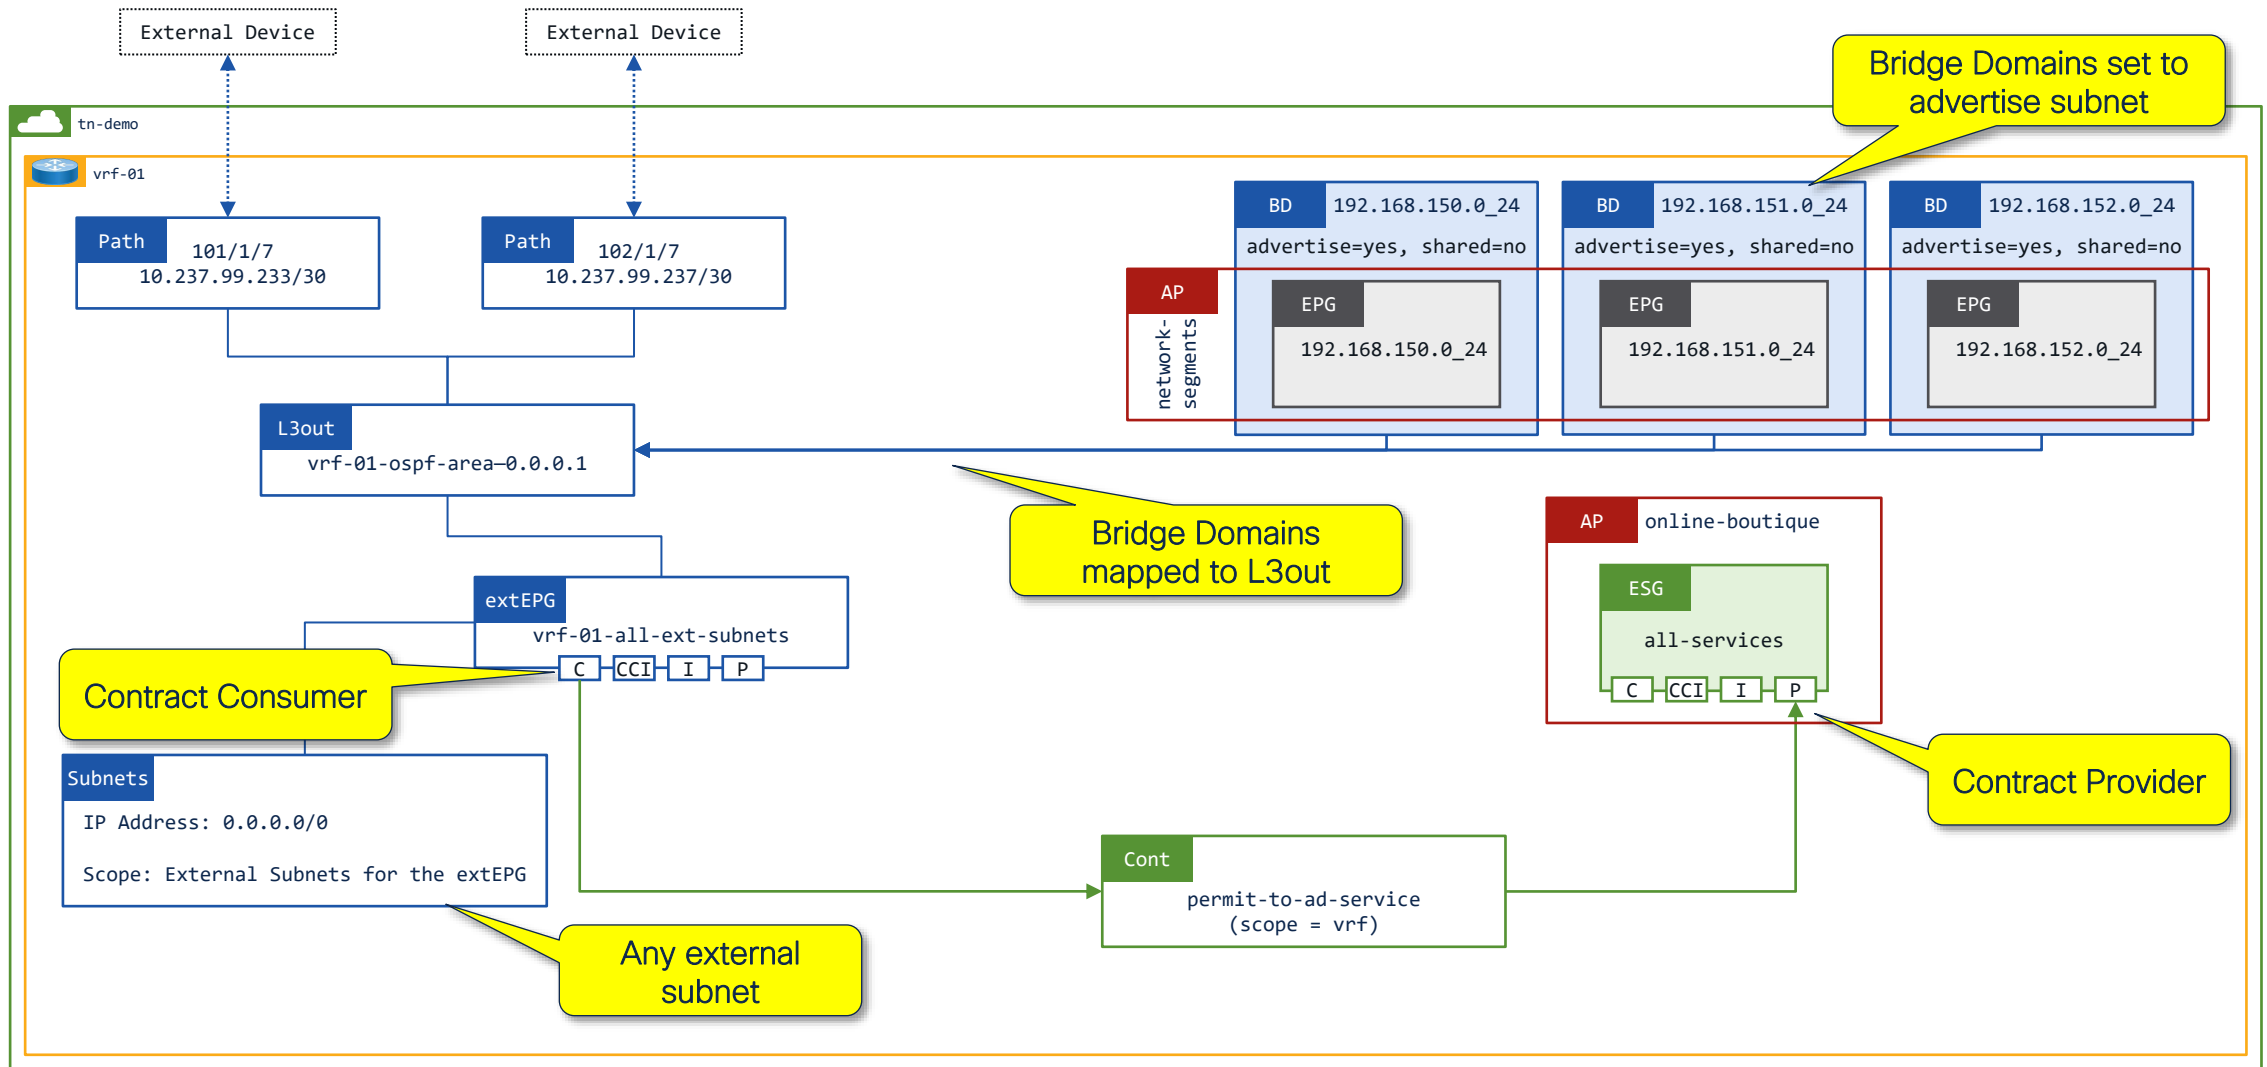 External Device
External Device
Bridge Domains set to
advertise subnet
tn-demo
vrf-01
Path
101/1/7
10.237.99.233/30
Path
102/1/7
10.237.99.237/30
BD
192.168.150.0_24
advertise=yes, shared=no
BD
192.168.151.0_24
advertise=yes, shared=no
BD
192.168.152.0_24
advertise=yes, shared=no
AP
network-
segments
EPG
192.168.150.0_24
EPG
192.168.151.0_24
EPG
192.168.152.0_24
L3out
vrf-01-ospf-area–0.0.0.1
Bridge Domains
mapped to L3out
AP
online-boutique
ESG
all-services
C
CCI
I
P
extEPG
vrf-01-all-ext-subnets
C
CCI
I
P
Contract Consumer
Contract Provider
Subnets
IP Address: 0.0.0.0/0
Scope: External Subnets for the extEPG
Cont
permit-to-ad-service
(scope = vrf)
Any external
subnet